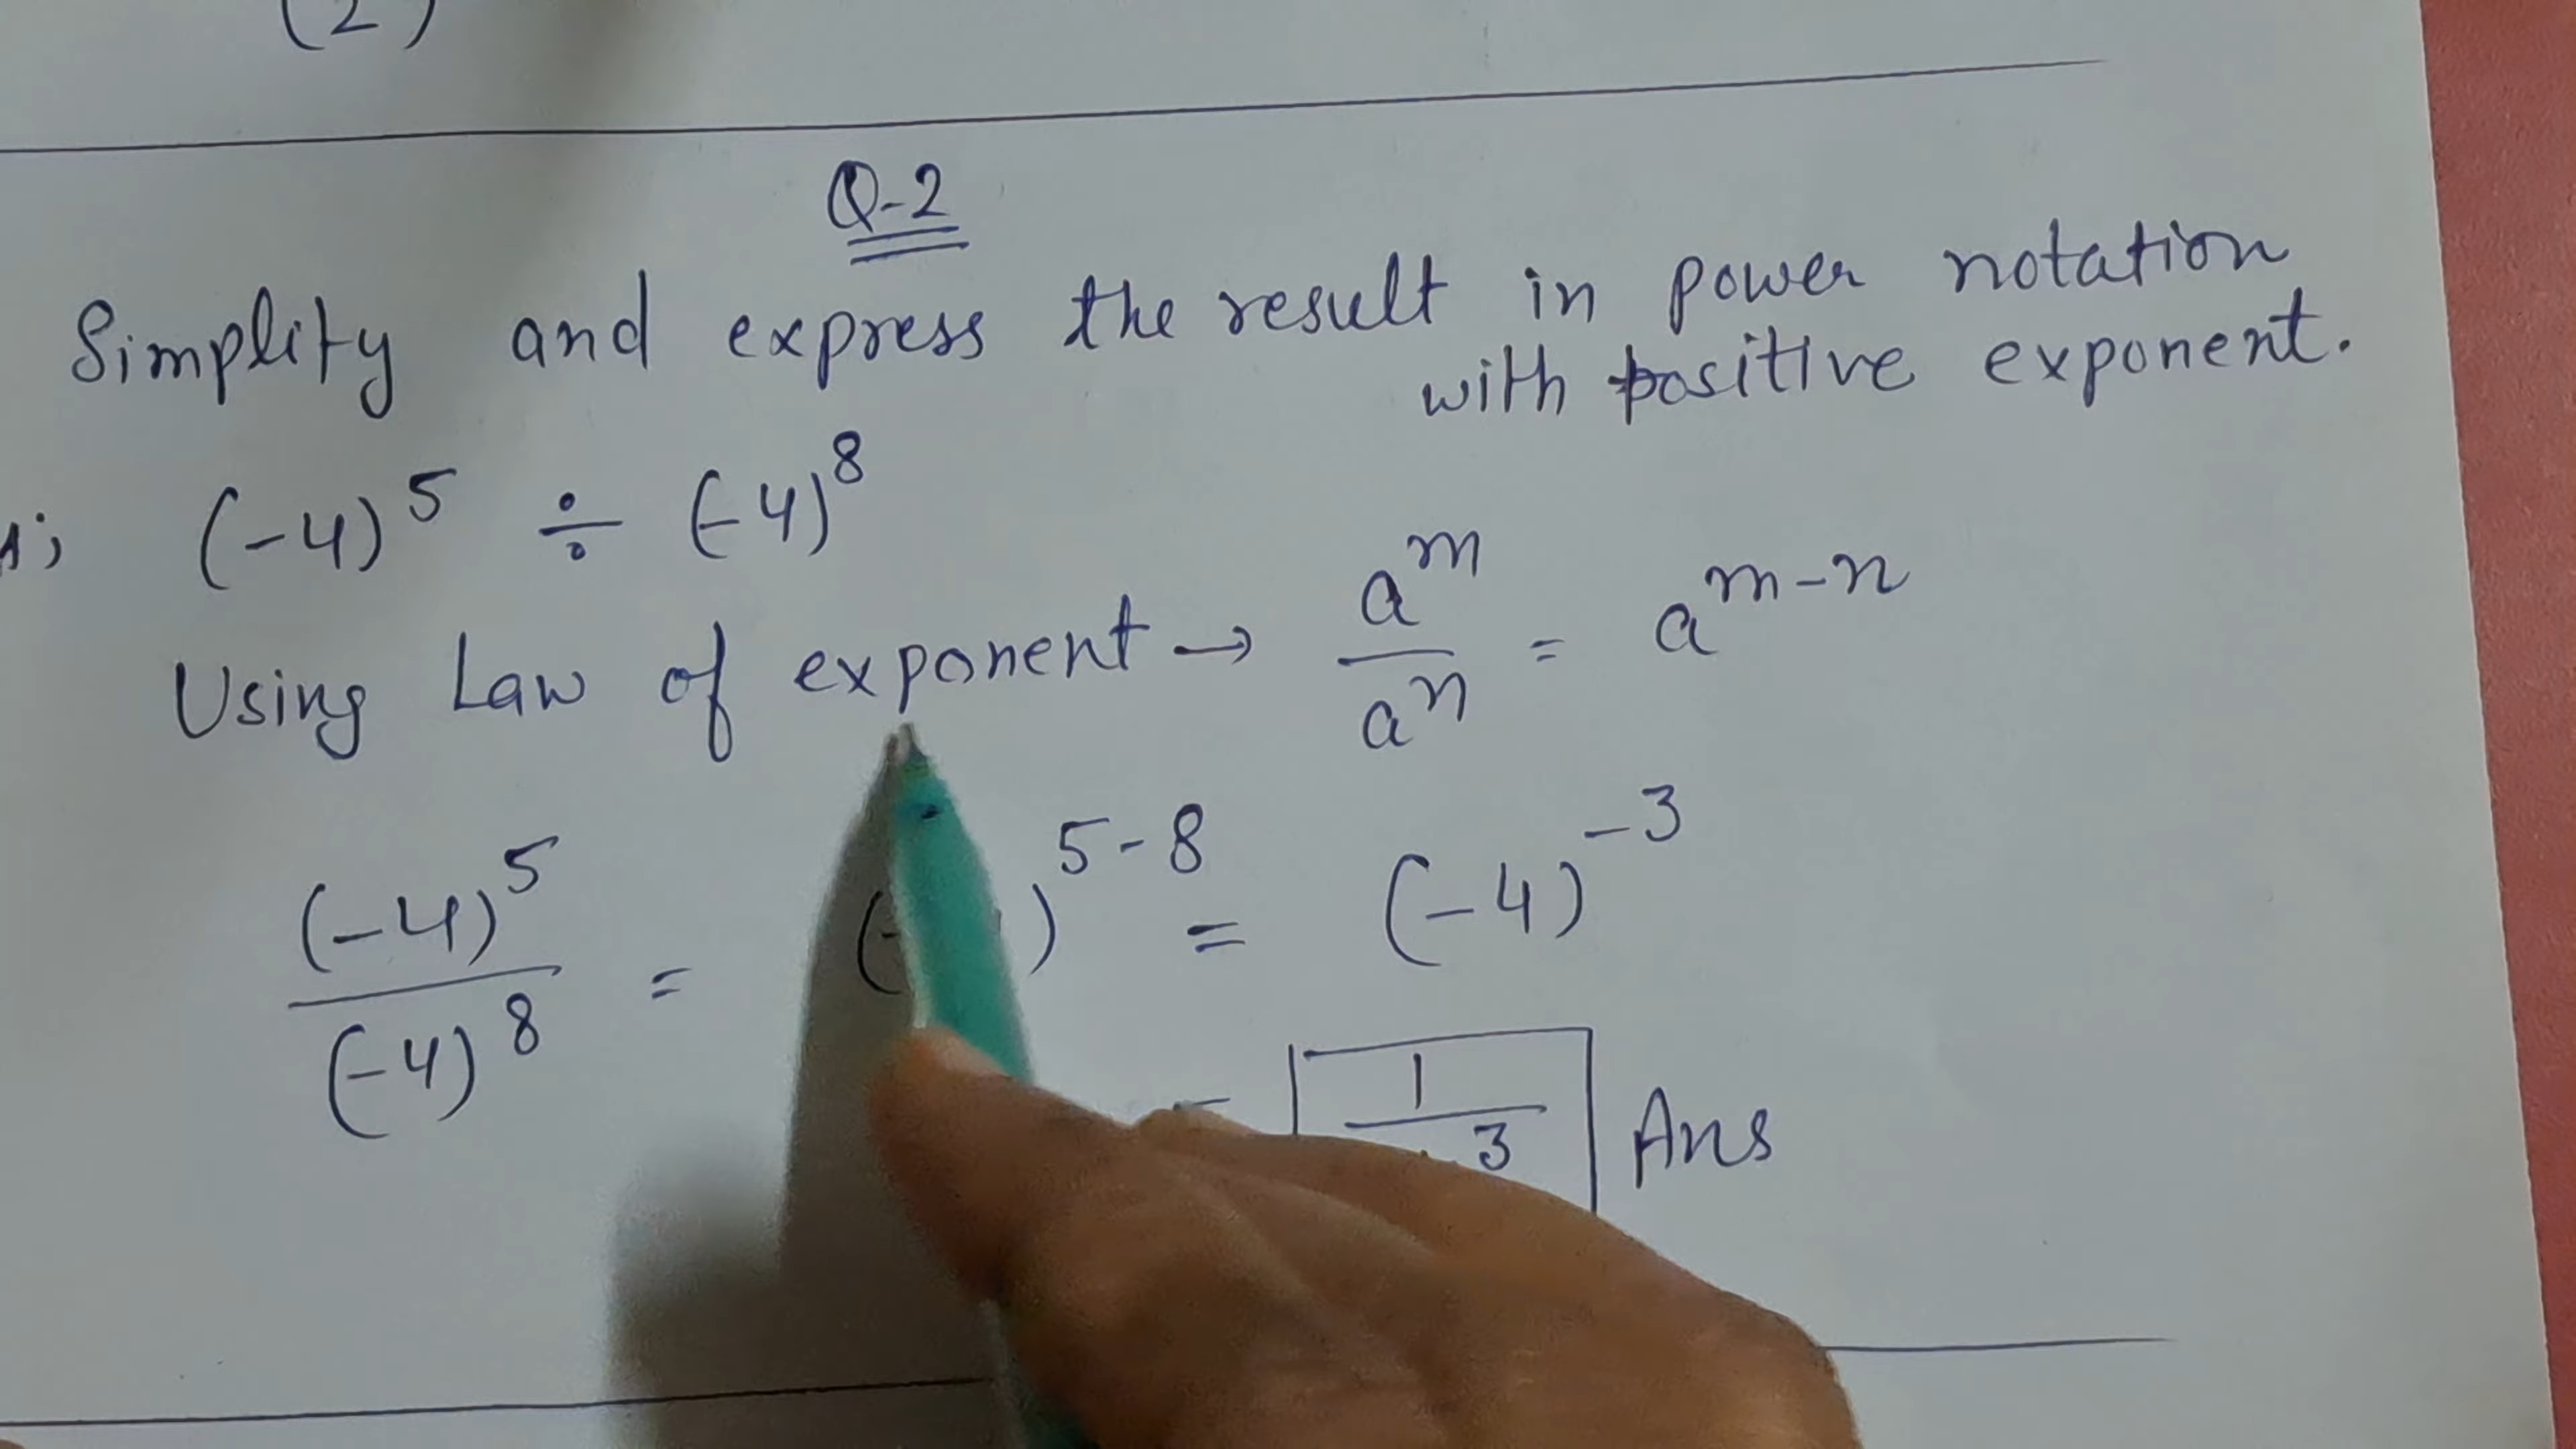 (2)
Q-2
Simplity and express the result in power notation
with positive exponent.
(-4)^5 ÷ (-4)^8
Using Law of exponent → a^m/a^n = a^(m-n)
(-4)^5/(-4)^8 = ( )^(5-8) = (-4)^(-3)
= 1/ ^3 Ans